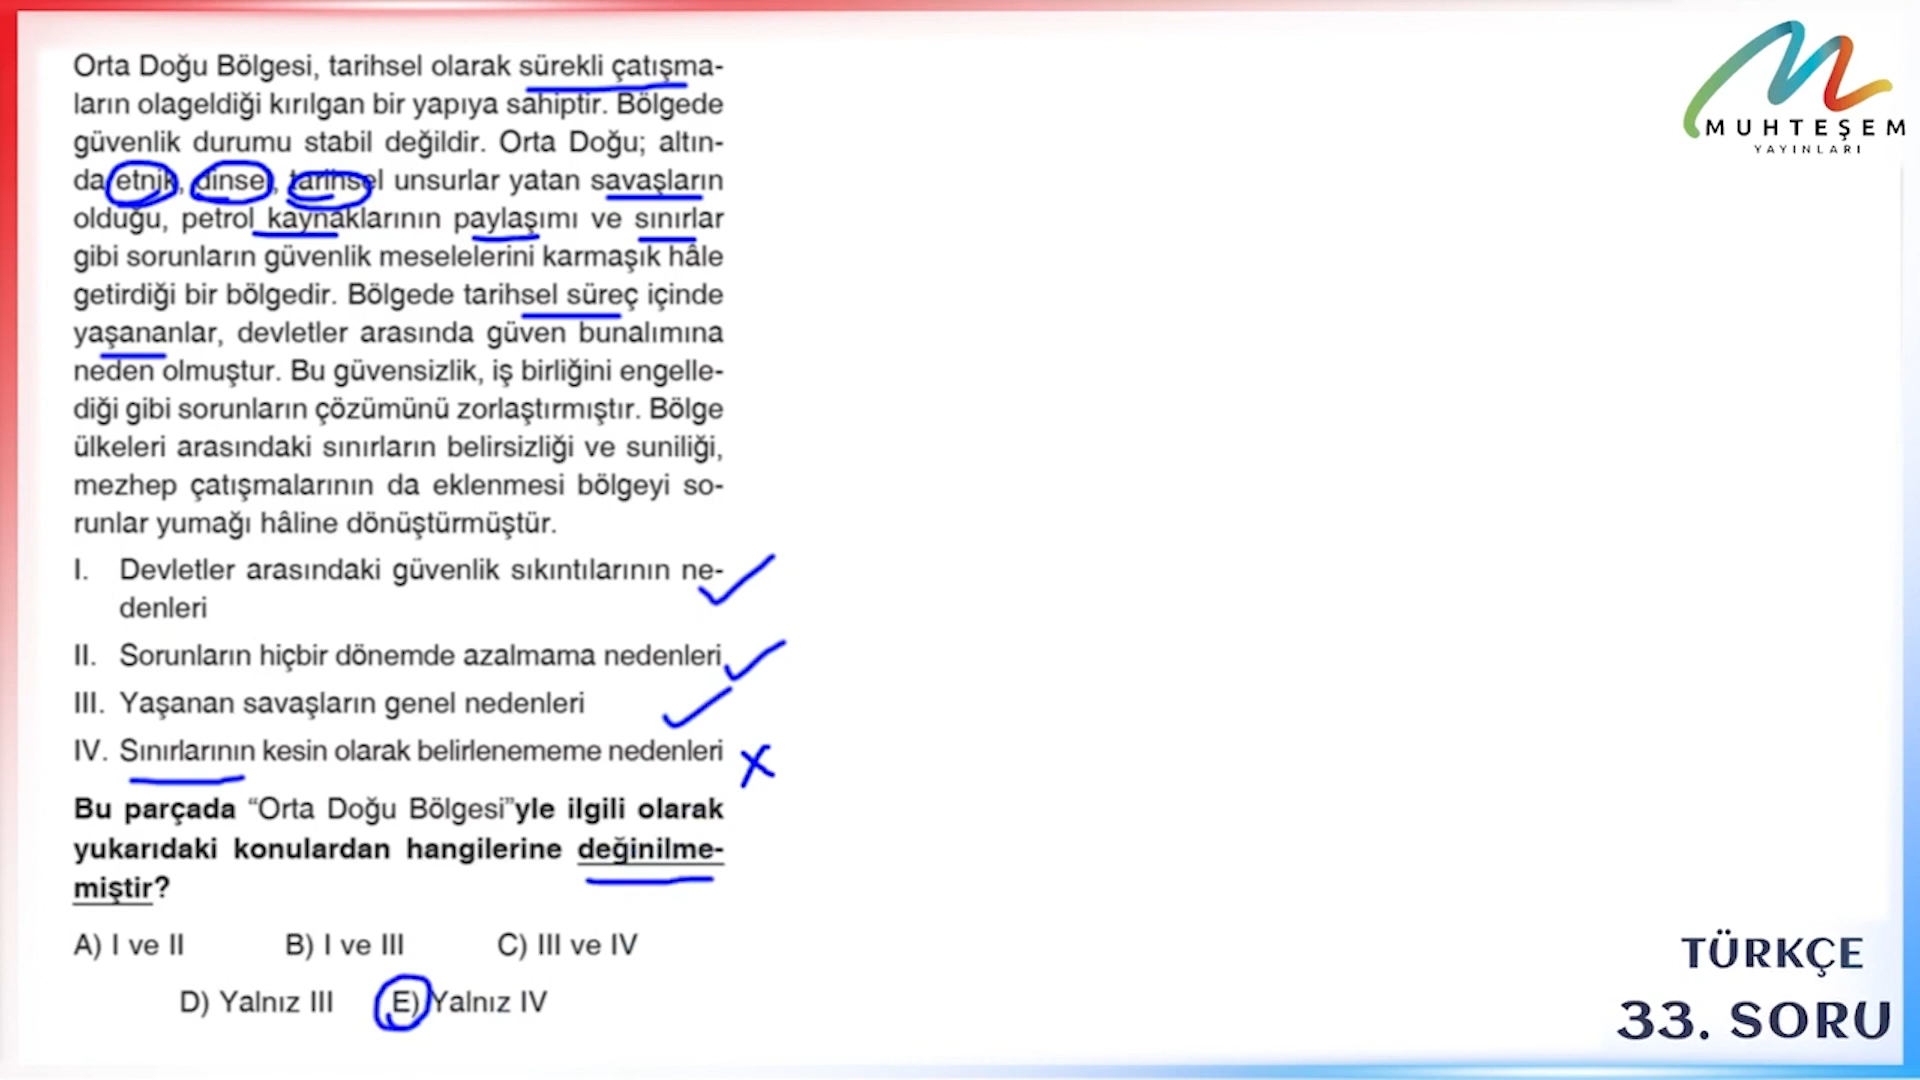 Orta Doğu Bölgesi, tarihsel olarak sürekli çatışma-
ların olageldiği kırılgan bir yapıya sahiptir. Bölgede
güvenlik durumu stabil değildir. Orta Doğu; altın-
da etnik, dinsel, tarihsel unsurlar yatan savaşların
olduğu, petrol kaynaklarının paylaşımı ve sınırlar
gibi sorunların güvenlik meselelerini karmaşık hâle
getirdiği bir bölgedir. Bölgede tarihsel süreç içinde
yaşananlar, devletler arasında güven bunalımına
neden olmuştur. Bu güvensizlik, iş birliğini engelle-
diği gibi sorunların çözümünü zorlaştırmıştır. Bölge
ülkeleri arasındaki sınırların belirsizliği ve suniliği,
mezhep çatışmalarının da eklenmesi bölgeyi so-
runlar yumağı hâline dönüştürmüştür.
I. Devletler arasındaki güvenlik sıkıntılarının ne-
denleri
II. Sorunların hiçbir dönemde azalmama nedenleri
III. Yaşanan savaşların genel nedenleri
IV. Sınırlarının kesin olarak belirlenememe nedenleri
Bu parçada “Orta Doğu Bölgesi”yle ilgili olarak
yukarıdaki konulardan hangilerine değinilme-
miştir?
A) I ve II B) I ve III C) III ve IV
D) Yalnız III E) Yalnız IV
MUHTEŞEM
YAYINLARI
TÜRKÇE
33. SORU